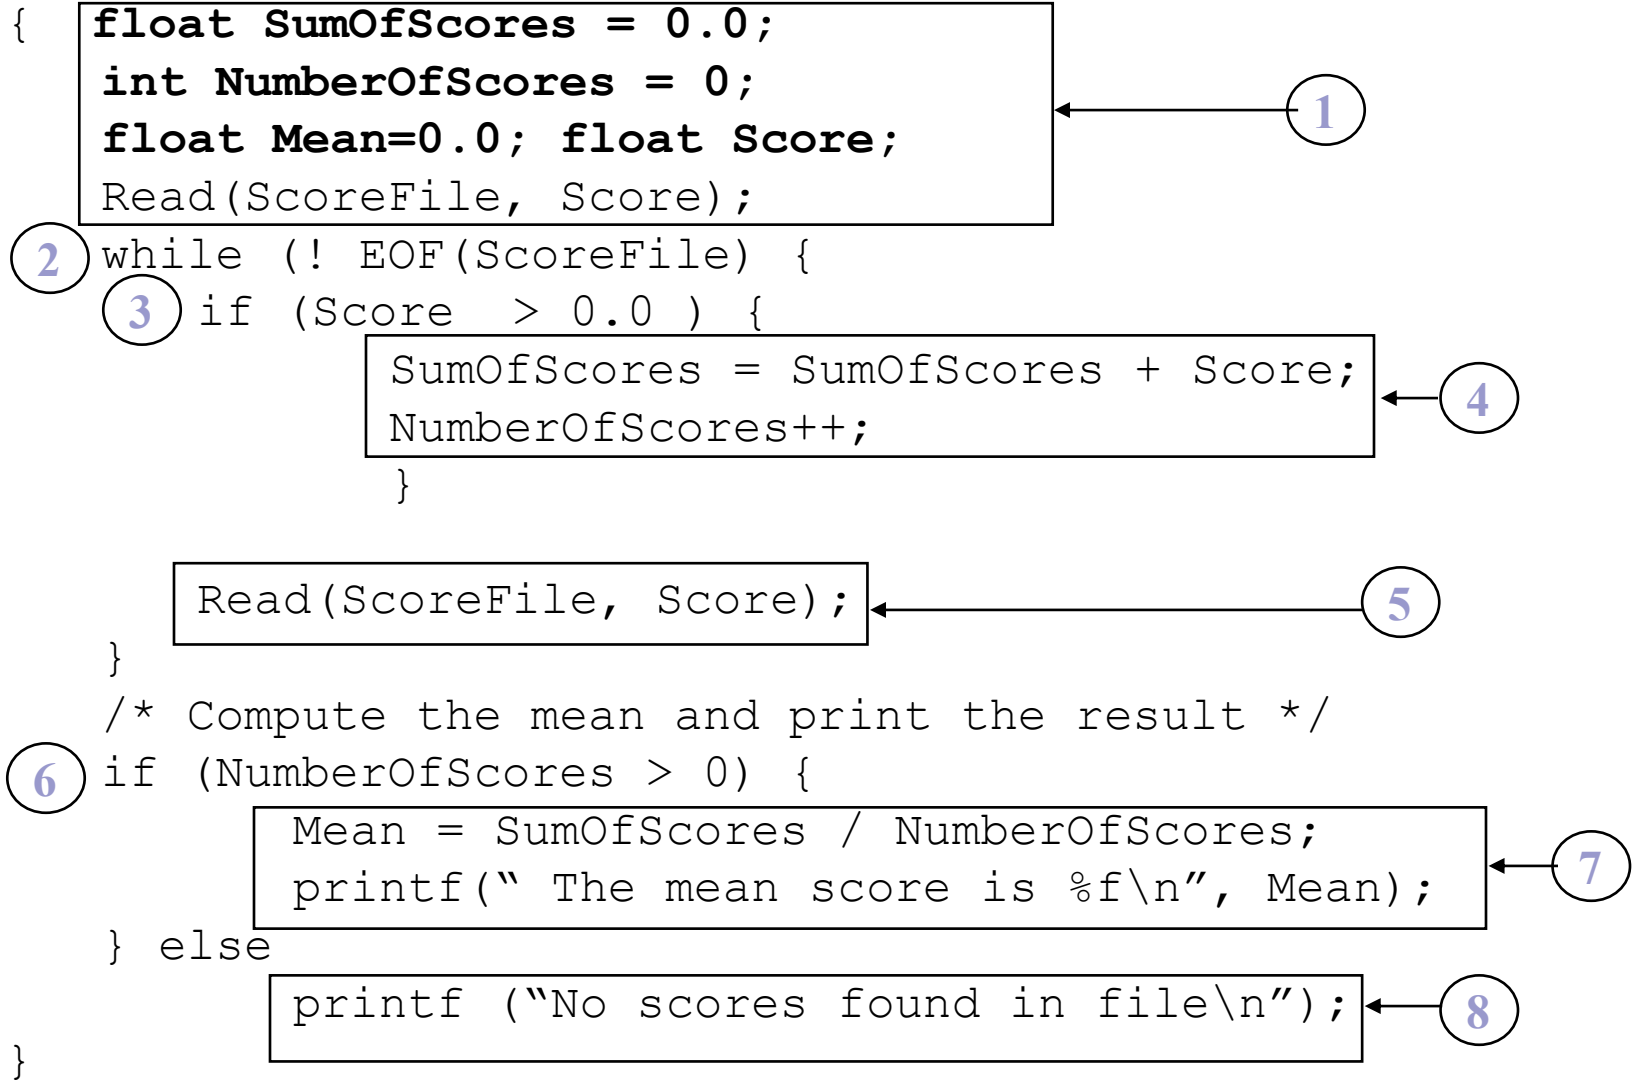 { float SumOfScores = 0.0;
int NumberOfScores = 0;
float Mean=0.0; float Score;
1
Read(ScoreFile, Score);
2 while (! EOF(ScoreFile) {
3 if (Score > 0.0 ) {
SumOfScores = SumOfScores + Score;
4
NumberOfScores++;
}
Read(ScoreFile, Score);
5
}
/* Compute the mean and print the result */
6 if (NumberOfScores > 0) {
Mean = SumOfScores / NumberOfScores;
7
printf(“ The mean score is %f\n”, Mean);
} else
printf (“No scores found in file\n”);
8
}